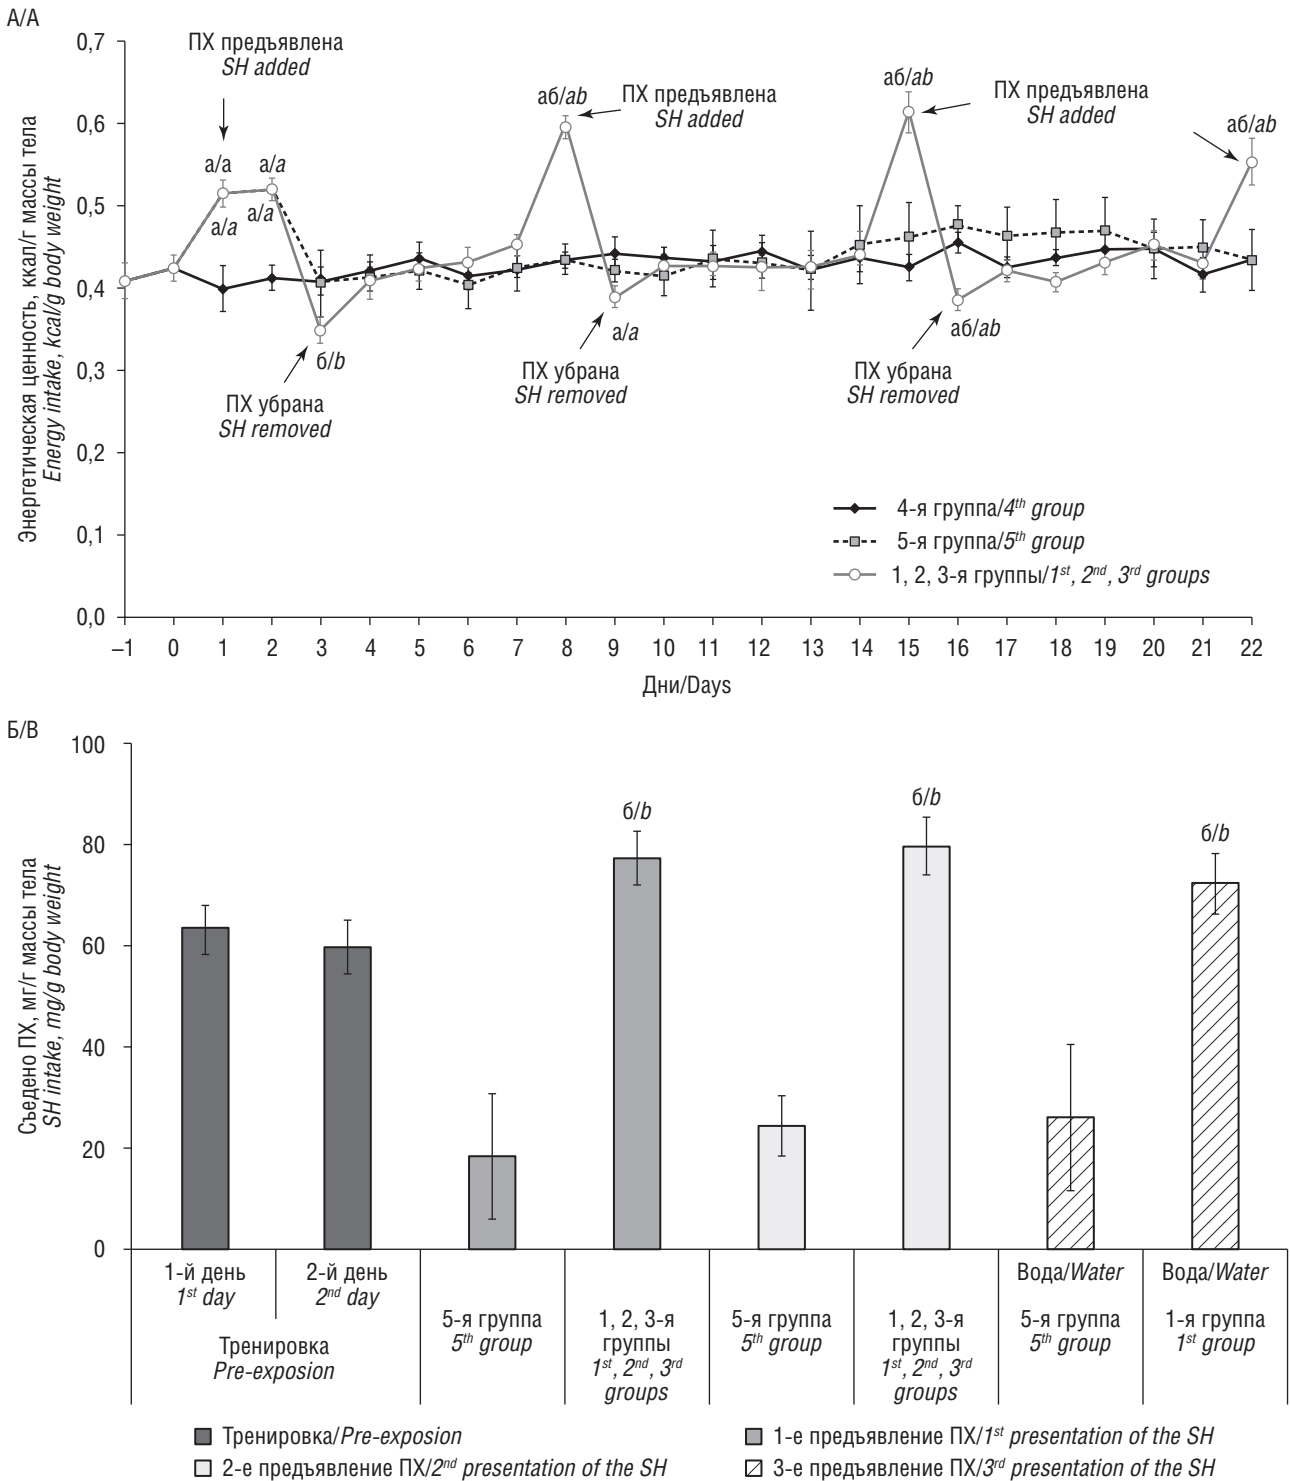 А/А
Энергетическая ценность, ккал/г массы тела
Energy intake, kcal/g body weight
0,7
0,6
0,5
0,4
0,3
0,2
0,1
0,0
ПХ предъявлена
SH added
а/а
а/а
а/а
а/а
б/b
ПХ убрана
SH removed
аб/ab
ПХ предъявлена
SH added
а/а
ПХ убрана
SH removed
аб/ab
ПХ предъявлена
SH added
аб/ab
аб/ab
ПХ убрана
SH removed
4-я группа/4th group
5-я группа/5th group
1, 2, 3-я группы/1st, 2nd, 3rd groups
–1 0 1 2 3 4 5 6 7 8 9 10 11 12 13 14 15 16 17 18 19 20 21 22
Дни/Days
Б/В
Съедено ПХ, мг/г массы тела
SH intake, mg/g body weight
100
80
60
40
20
0
б/b
б/b
б/b
1-й день
1st day
2-й день
2nd day
Тренировка
Pre-exposion
5-я группа
5th group
1, 2, 3-я
группы
1st, 2nd, 3rd
groups
5-я группа
5th group
1, 2, 3-я
группы
1st, 2nd, 3rd
groups
Вода/Water
5-я группа
5th group
Вода/Water
1-я группа
1st group
Тренировка/Pre-exposion
1-е предъявление ПХ/1st presentation of the SH
2-е предъявление ПХ/2nd presentation of the SH
3-е предъявление ПХ/3rd presentation of the SH